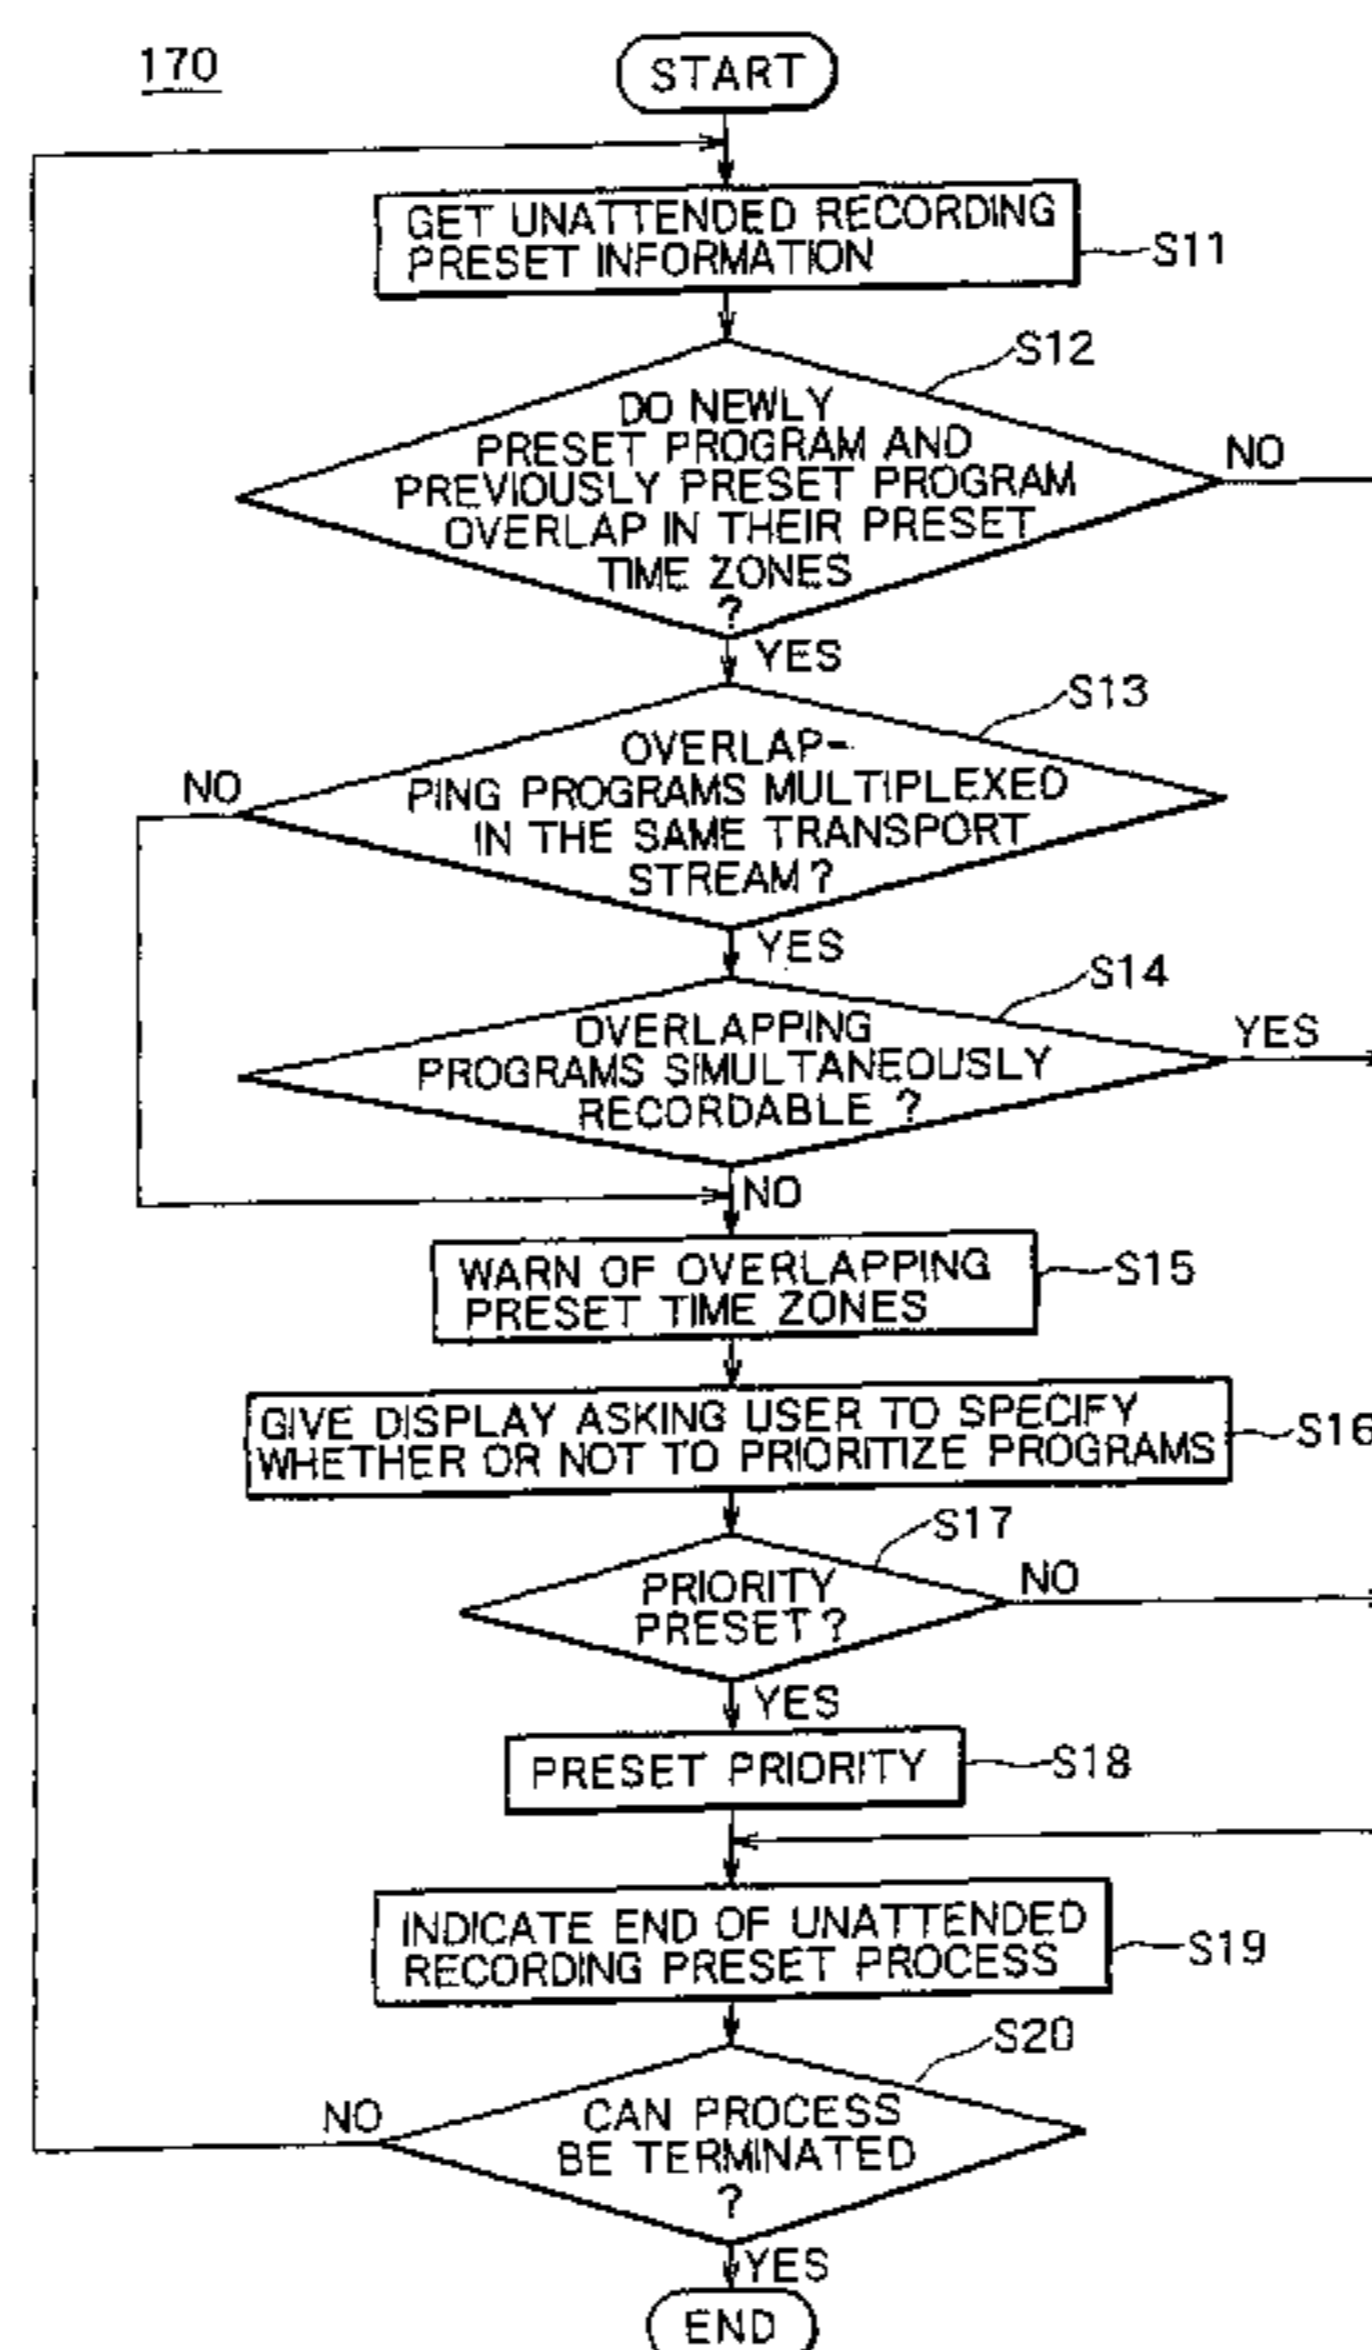 170
START
GET UNATTENDED RECORDING
PRESET INFORMATION
S11
S12
DO NEWLY
PRESET PROGRAM AND
PREVIOUSLY PRESET PROGRAM
OVERLAP IN THEIR PRESET
TIME ZONES
?
NO
YES
S13
OVERLAP-
PING PROGRAMS MULTIPLEXED
IN THE SAME TRANSPORT
STREAM?
NO
YES
S14
OVERLAPPING
PROGRAMS SIMULTANEOUSLY
RECORDABLE ?
YES
NO
WARN OF OVERLAPPING
PRESET TIME ZONES
S15
GIVE DISPLAY ASKING USER TO SPECIFY
WHETHER OR NOT TO PRIORITIZE PROGRAMS
S16
S17
PRIORITY
PRESET?
NO
YES
PRESET PRIORITY
S18
INDICATE END OF UNATTENDED
RECORDING PRESET PROCESS
S19
S20
CAN PROCESS
BE TERMINATED
?
NO
YES
END